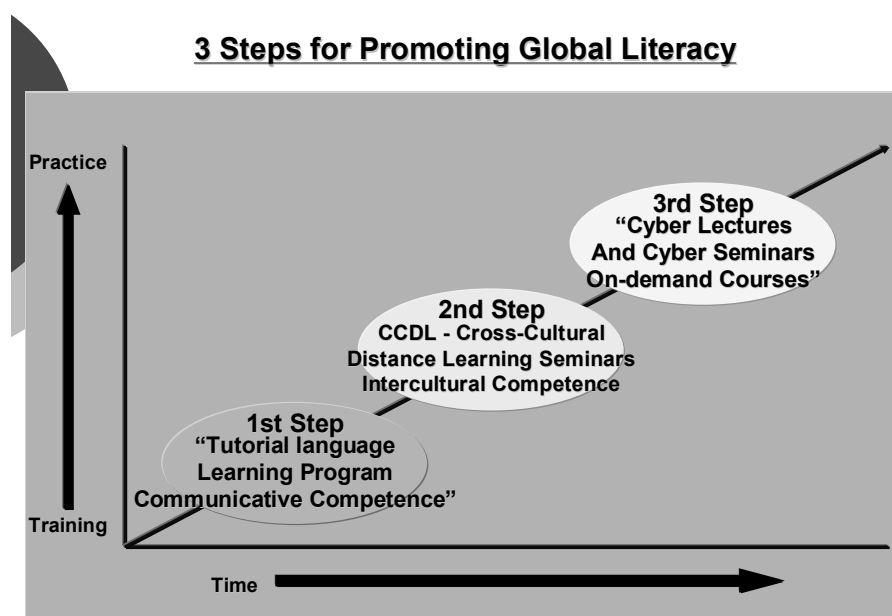 3 Steps for Promoting Global Literacy
Practice
3rd Step
“Cyber Lectures
And Cyber Seminars
On-demand Courses”
2nd Step
CCDL - Cross-Cultural
Distance Learning Seminars
Intercultural Competence
1st Step
“Tutorial language
Learning Program
Communicative Competence”
Training
Time